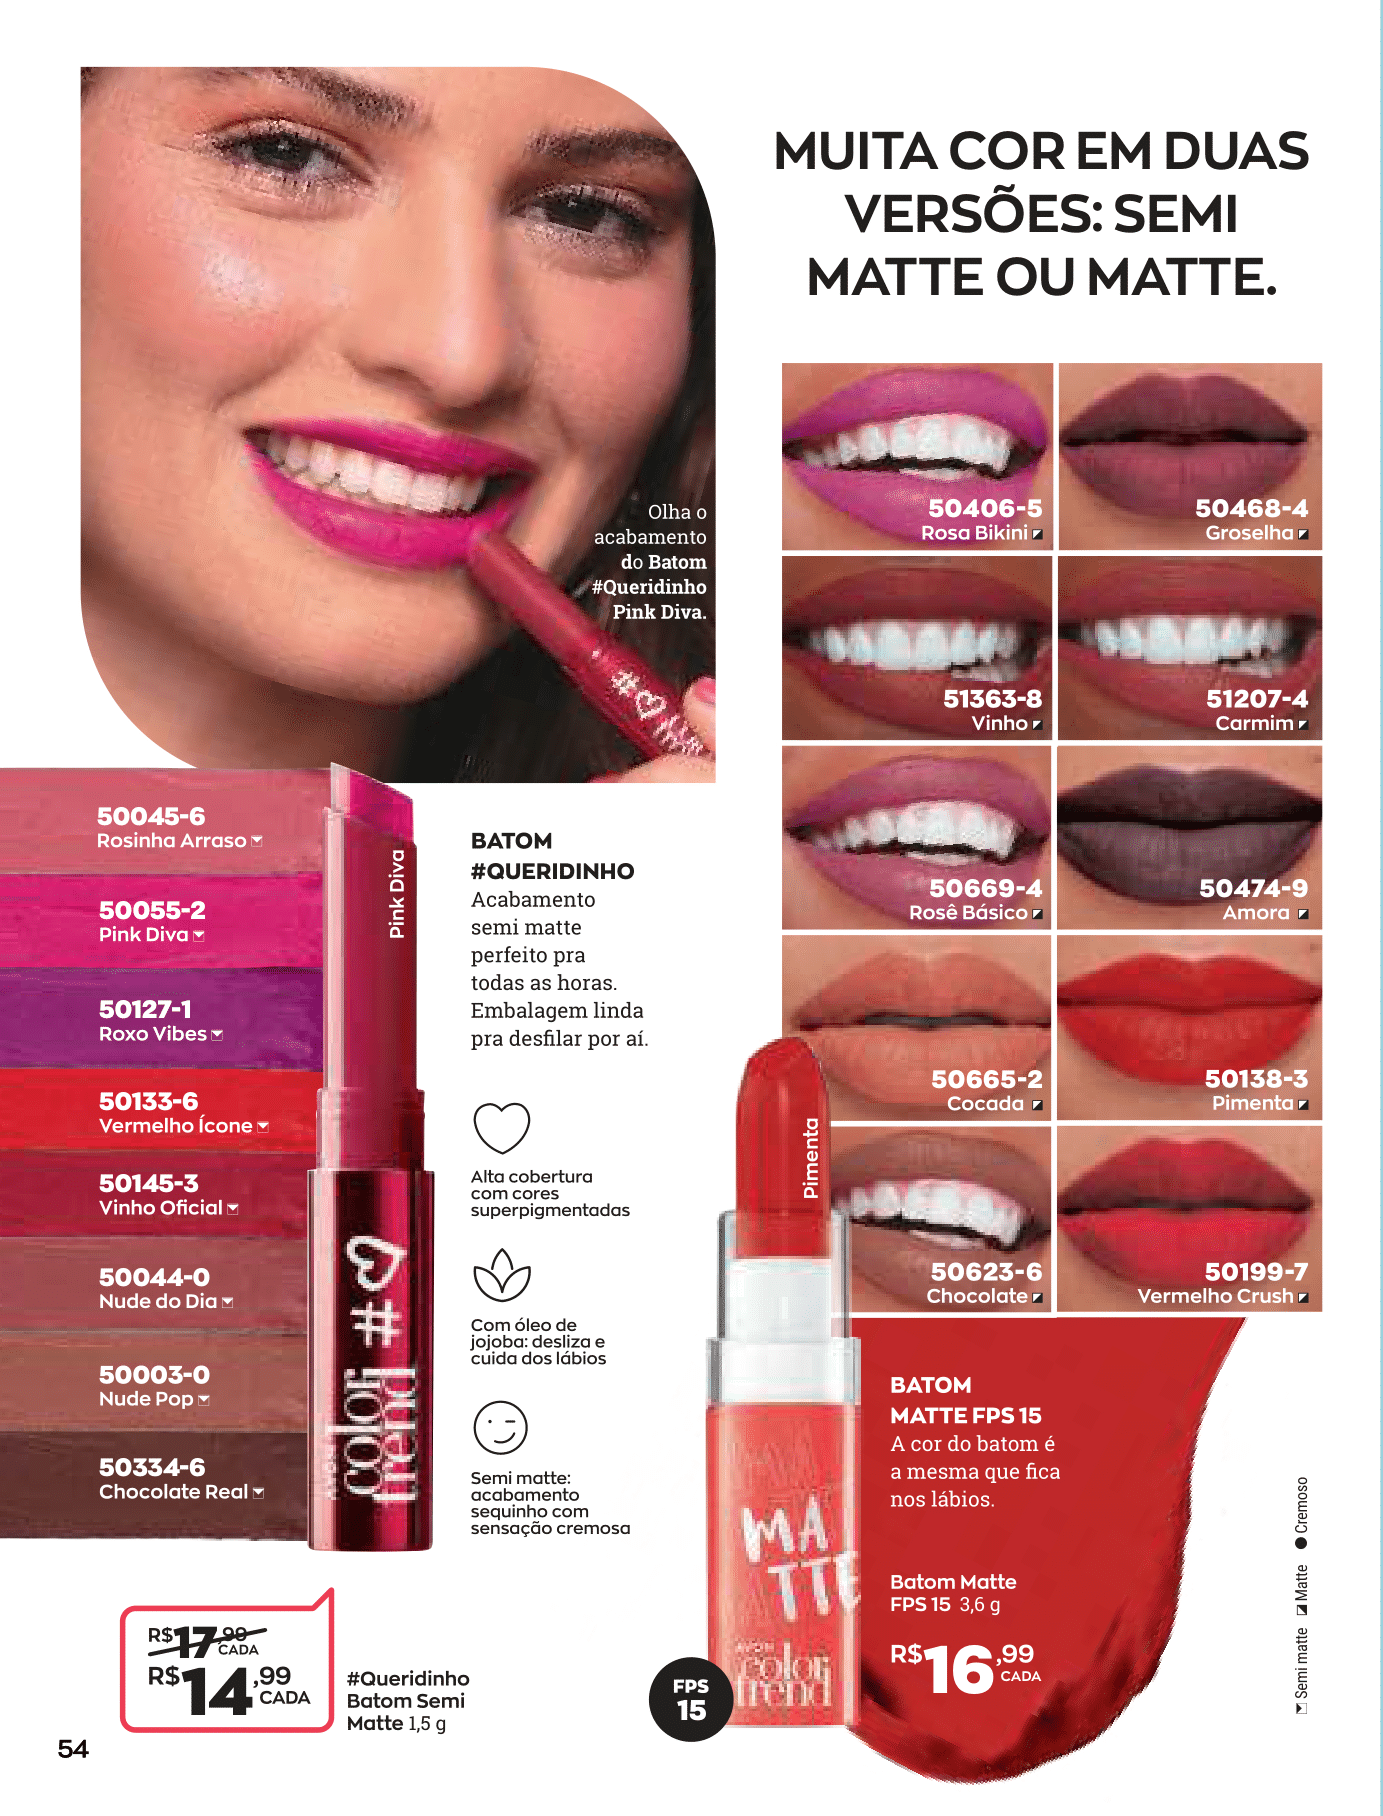 MUITA COR EM DUAS
VERSÕES: SEMI
MATTE OU MATTE.
Olha o
acabamento
do Batom
#Queridinho
Pink Diva.
50406-5
Rosa Bikini
50468-4
Groselha
51363-8
Vinho
51207-4
Carmim
50669-4
Rosê Básico
50474-9
Amora
50665-2
Cocada
50138-3
Pimenta
50623-6
Chocolate
50199-7
Vermelho Crush
50045-6
Rosinha Arraso
50055-2
Pink Diva
50127-1
Roxo Vibes
50133-6
Vermelho Ícone
50145-3
Vinho Oficial
50044-0
Nude do Dia
50003-0
Nude Pop
50334-6
Chocolate Real
Pink Diva
#
color
trend
BATOM
#QUERIDINHO
Acabamento
semi matte
perfeito pra
todas as horas.
Embalagem linda
pra desfilar por aí.
Alta cobertura
com cores
superpigmentadas
Com óleo de
jojoba: desliza e
cuida dos lábios
Semi matte:
acabamento
sequinho com
sensação cremosa
R$17,99
CADA
R$14,99
CADA
#Queridinho
Batom Semi
Matte 1,5 g
Pimenta
MA
TTE
AVON
color
trend
FPS
15
BATOM
MATTE FPS 15
A cor do batom é
a mesma que fica
nos lábios.
Batom Matte
FPS 15 3,6 g
R$16,99
CADA
Semi matte Matte Cremoso
54